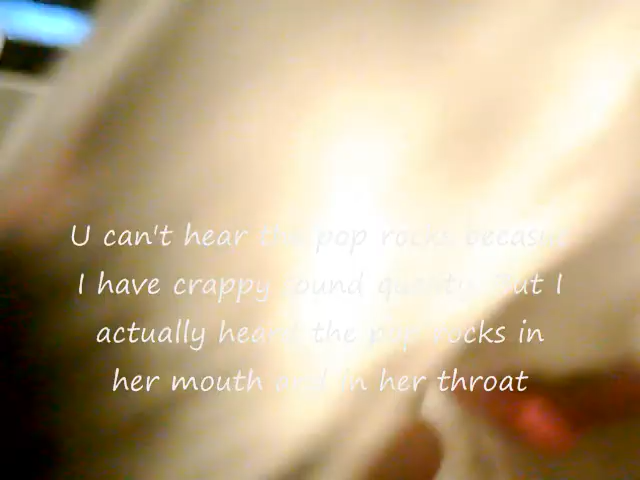 U can't hear the pop rocks becasue
I have crappy sound quality. But I
actually heard the pop rocks in
her mouth and in her throat